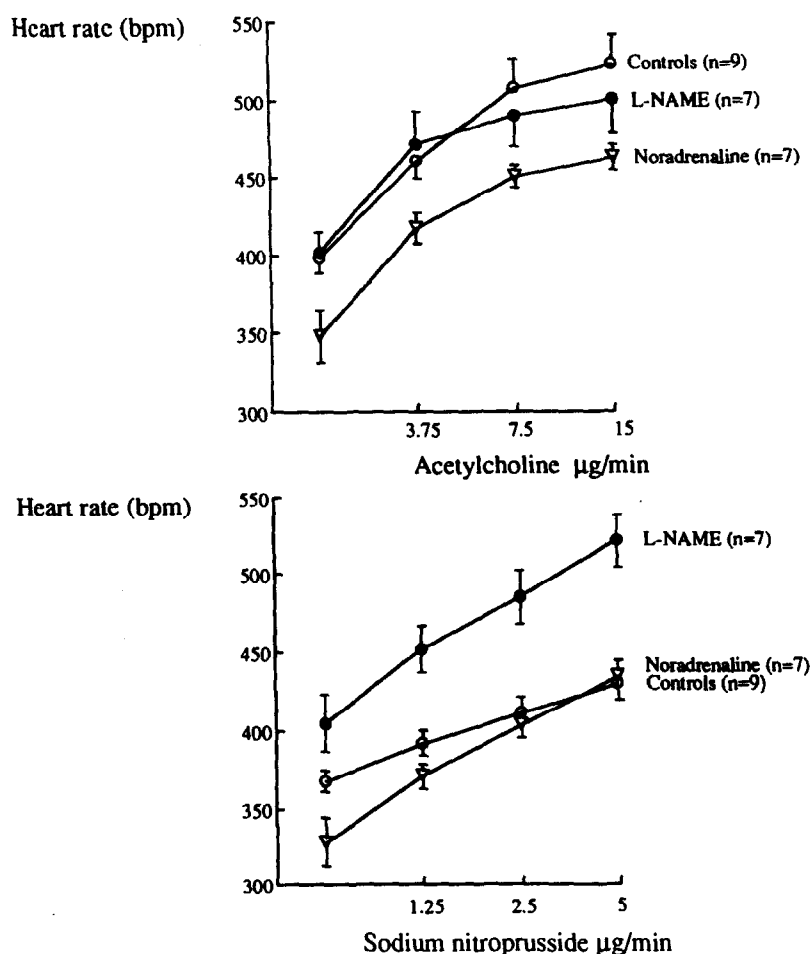 Heart rate (bpm)
550
500
450
400
350
300
Controls (n=9)
L-NAME (n=7)
Noradrenaline (n=7)
3.75 7.5 15
Acetylcholine µg/min
Heart rate (bpm)
550
500
450
400
350
300
L-NAME (n=7)
Noradrenaline (n=7)
Controls (n=9)
1.25 2.5 5
Sodium nitroprusside µg/min